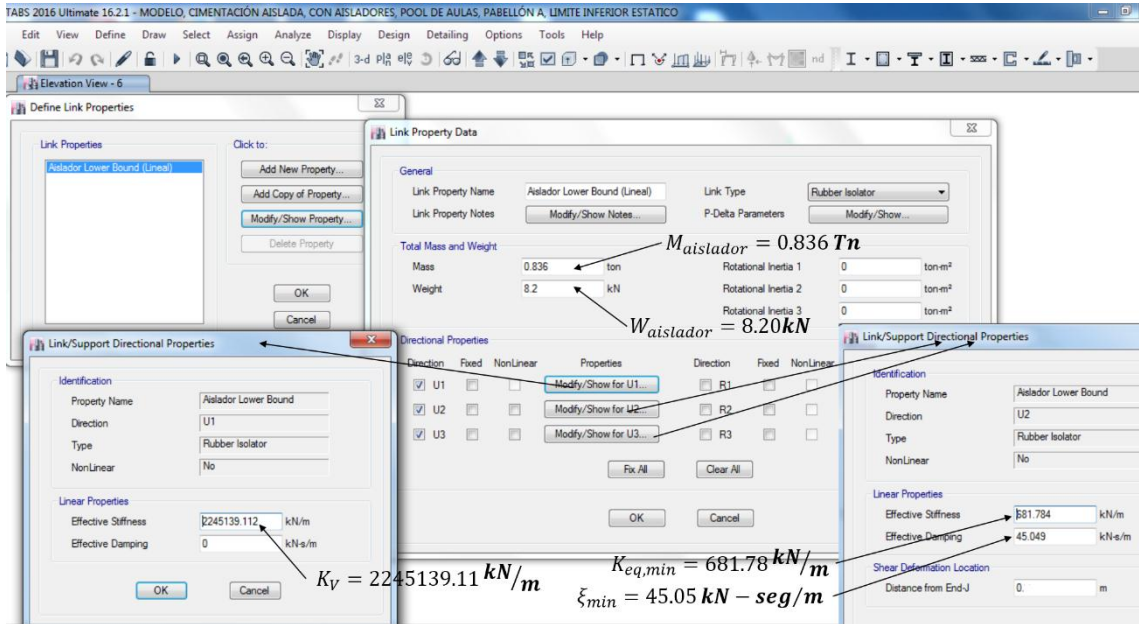 TABS 2016 Ultimate 16.2.1 - MODELO, CIMENTACIÓN AISLADA, CON AISLADORES, POOL DE AULAS, PABELLÓN A, LIMITE INFERIOR ESTATICO
Edit View Define Draw Select Assign Analyze Display Design Detailing Options Tools Help
3-d nd
Elevation View - 6
Define Link Properties
Link Properties
Aislador Lower Bound (Lineal)
Click to:
Add New Property...
Add Copy of Property...
Modify/Show Property...
Delete Property
OK
Cancel
Link Property Data
General
Link Property Name Aislador Lower Bound (Lineal) Link Type Rubber Isolator
Link Property Notes Modify/Show Notes... P-Delta Parameters Modify/Show...
Total Mass and Weight
M_aislador = 0.836 Tn
Mass 0.836 ton Rotational Inertia 1 0 ton-m²
Weight 8.2 kN Rotational Inertia 2 0 ton-m²
Rotational Inertia 3 0 ton-m²
W_aislador = 8.20kN
Directional Properties
Direction Fixed NonLinear Properties Direction Fixed NonLinear
U1 Modify/Show for U1... R1
U2 Modify/Show for U2... R2
U3 Modify/Show for U3... R3
Fix All Clear All
OK Cancel
Link/Support Directional Properties
Identification
Property Name Aislador Lower Bound
Direction U1
Type Rubber Isolator
NonLinear No
Linear Properties
Effective Stiffness 2245139.112 kN/m
Effective Damping 0 kN-s/m
OK Cancel
K_V = 2245139.11 kN/m
Link/Support Directional Properties
Identification
Property Name Aislador Lower Bound
Direction U2
Type Rubber Isolator
NonLinear No
Linear Properties
Effective Stiffness 681.784 kN/m
Effective Damping 45.049 kN-s/m
Shear Deformation Location
Distance from End-J 0. m
K_eq,min = 681.78 kN/m
ξ_min = 45.05 kN − seg/m